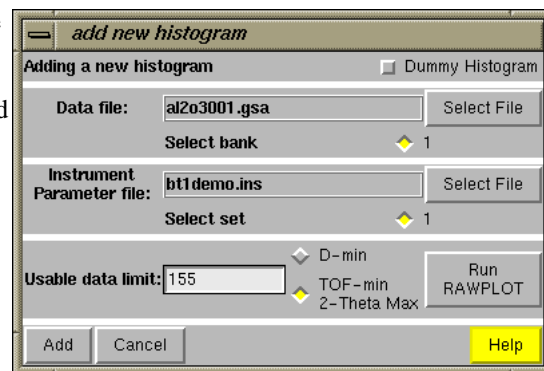 add new histogram
Adding a new histogram Dummy Histogram
Data file: al2o3001.gsa Select File
Select bank 1
Instrument
Parameter file: bt1demo.ins Select File
Select set 1
Usable data limit: 155
D-min
TOF-min
2-Theta Max
Run
RAWPLOT
Add Cancel Help